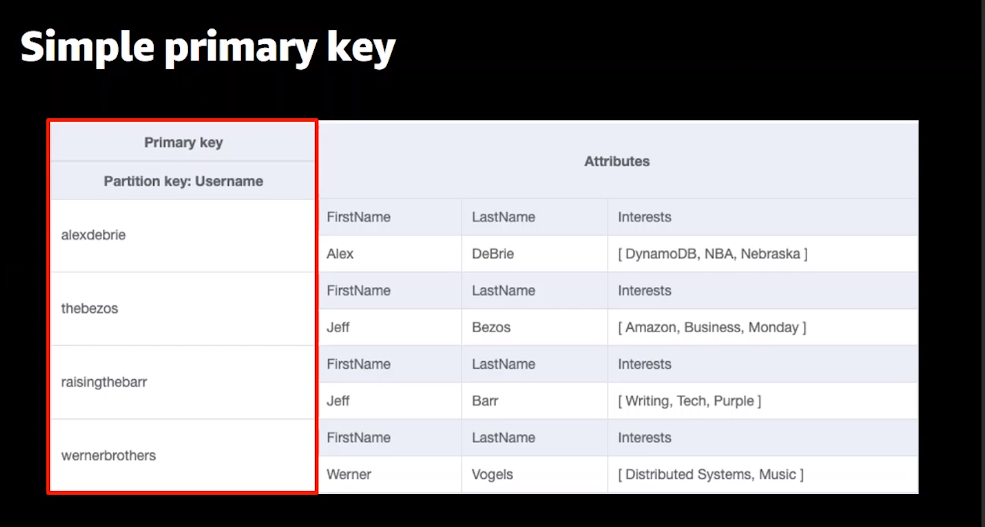 Simple primary key
Primary key
Attributes
Partition key: Username
alexdebrie
FirstName LastName Interests
Alex DeBrie [ DynamoDB, NBA, Nebraska ]
thebezos
FirstName LastName Interests
Jeff Bezos [ Amazon, Business, Monday ]
raisingthebarr
FirstName LastName Interests
Jeff Barr [ Writing, Tech, Purple ]
wernerbrothers
FirstName LastName Interests
Werner Vogels [ Distributed Systems, Music ]